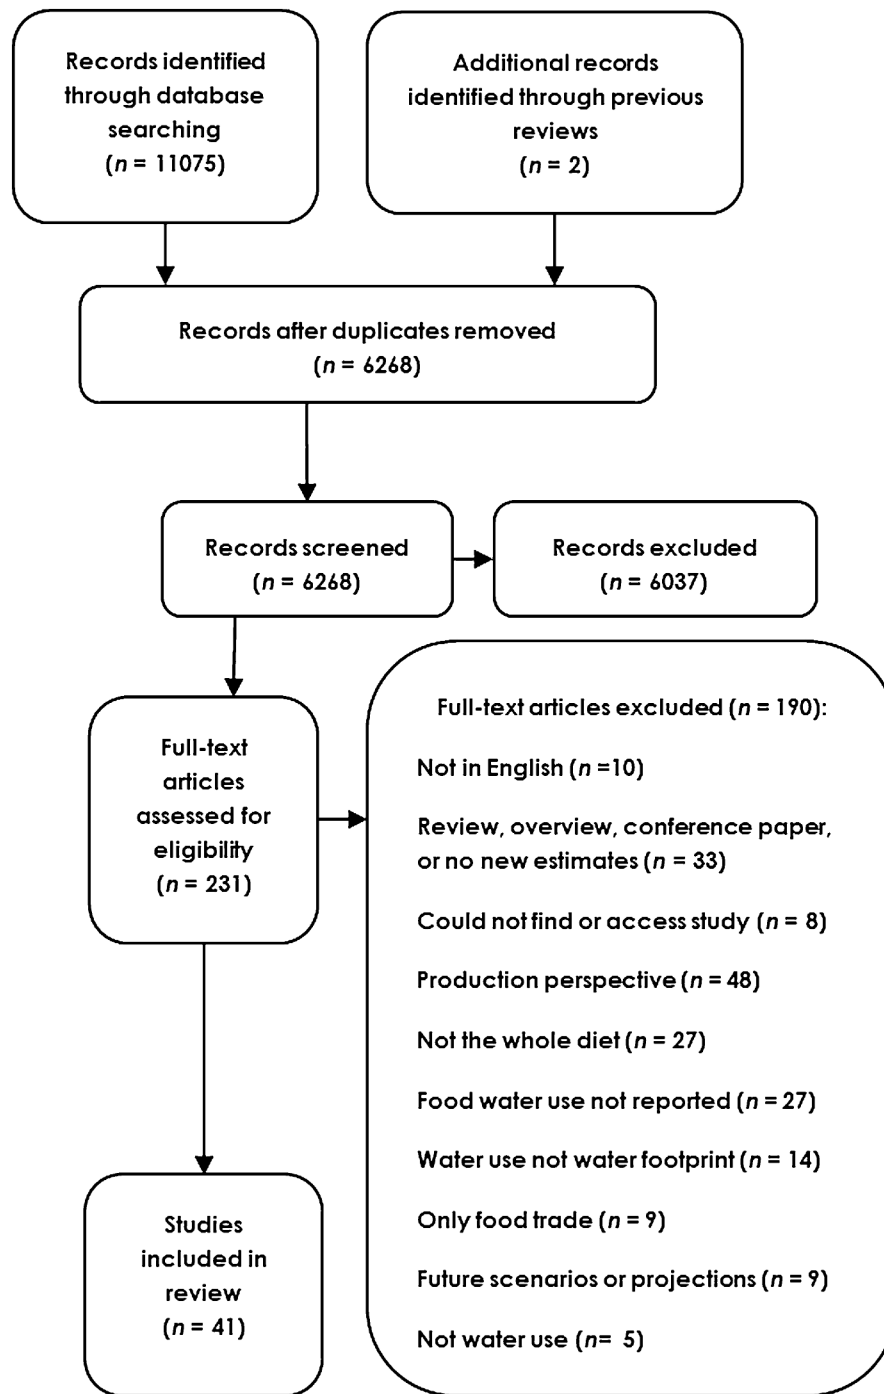 Records identified
through database
searching
(n = 11075)
Additional records
identified through previous
reviews
(n = 2)
Records after duplicates removed
(n = 6268)
Records screened
(n = 6268)
Records excluded
(n = 6037)
Full-text
articles
assessed for
eligibility
(n = 231)
Full-text articles excluded (n = 190):
Not in English (n =10)
Review, overview, conference paper,
or no new estimates (n = 33)
Could not find or access study (n = 8)
Production perspective (n = 48)
Not the whole diet (n = 27)
Food water use not reported (n = 27)
Water use not water footprint (n = 14)
Only food trade (n = 9)
Future scenarios or projections (n = 9)
Not water use (n= 5)
Studies
included in
review
(n = 41)